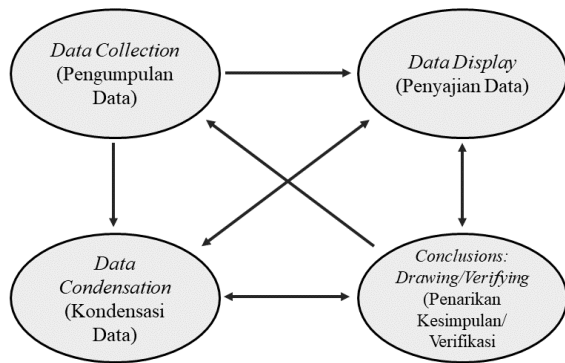 Data Collection
(Pengumpulan
Data)
Data Display
(Penyajian Data)
Data
Condensation
(Kondensasi
Data)
Conclusions:
Drawing/Verifying
(Penarikan
Kesimpulan/
Verifikasi